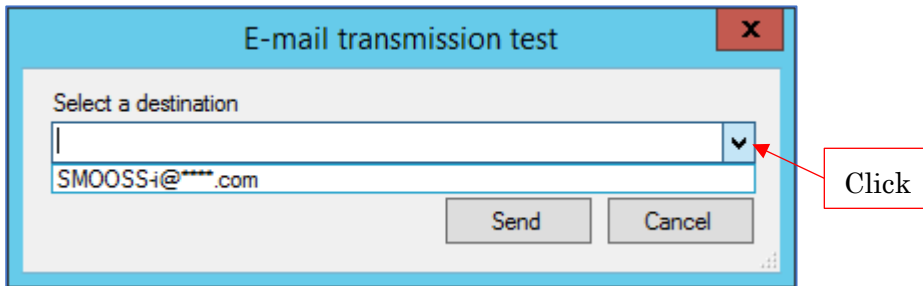 E-mail transmission test
x
Select a destination
SMOOSS-i@****.com
Click
Send Cancel